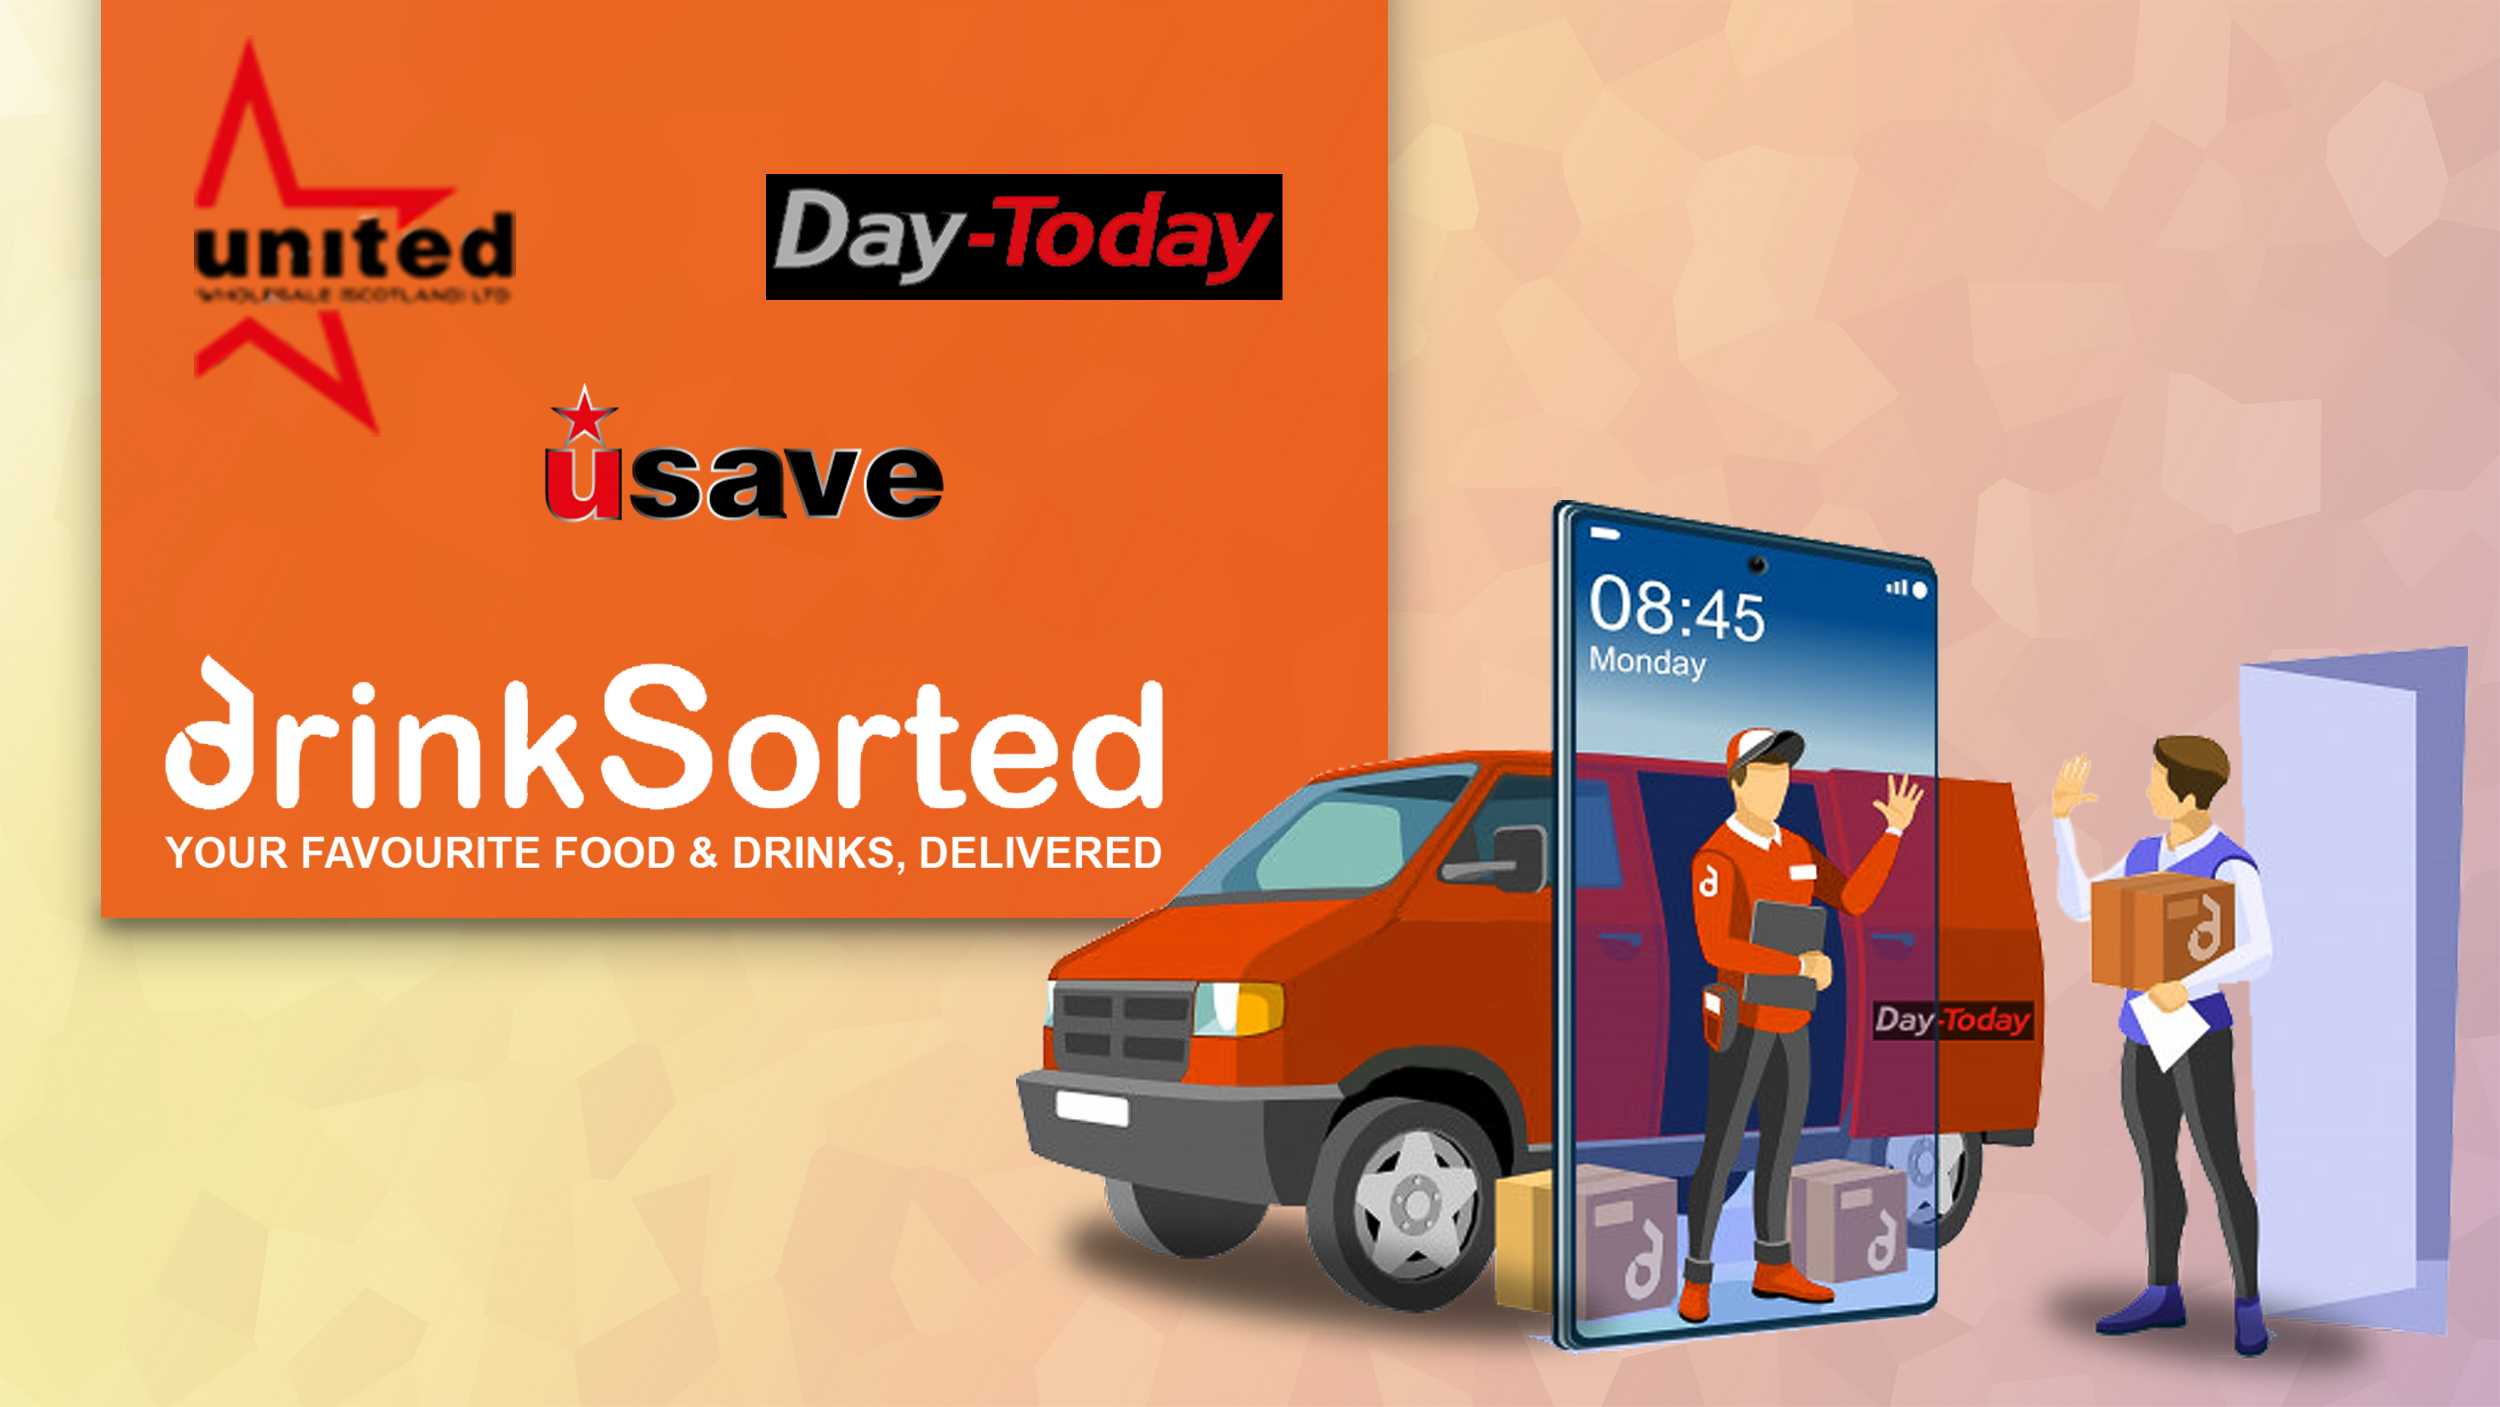 united
WHOLESALE (SCOTLAND) LTD
Day-Today
usave
drinkSorted
YOUR FAVOURITE FOOD & DRINKS, DELIVERED
08:45
Monday
Day-Today